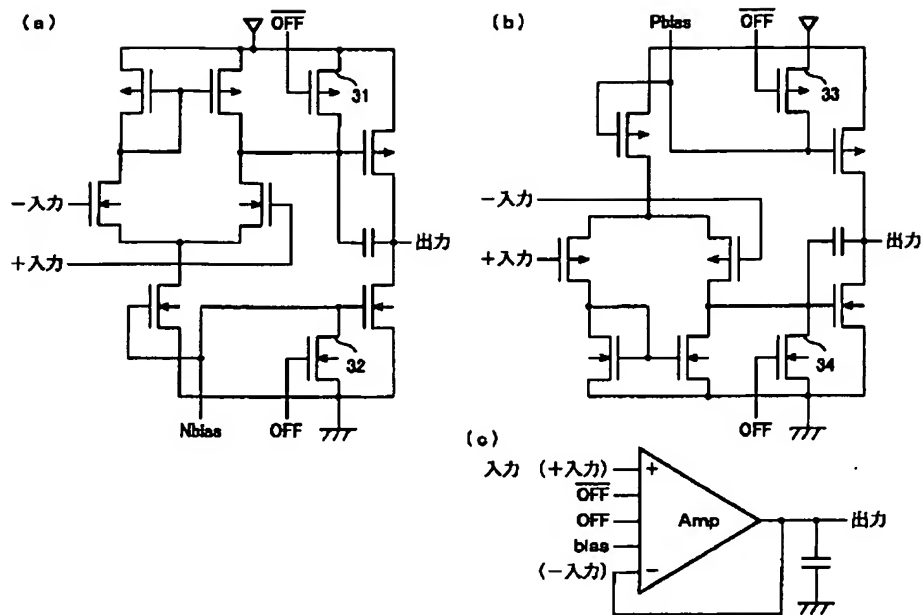 (a)
OFF
31
−入力
+入力
出力
32
Nbias
OFF
(b)
Pbias
OFF
33
−入力
+入力
出力
34
OFF
(c)
入力 (+入力)
OFF
OFF
bias
(−入力)
+
−
Amp
出力